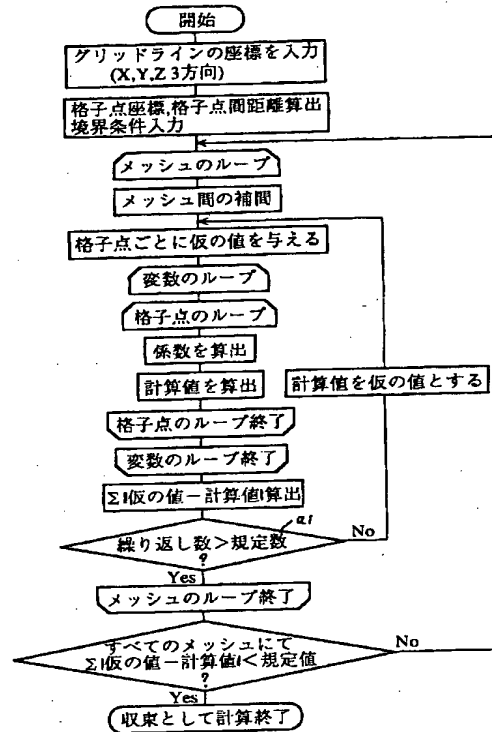 開始
グリッドラインの座標を入力
(X,Y,Z 3方向)
格子点座標,格子点間距離算出
境界条件入力
メッシュのループ
メッシュ間の補間
格子点ごとに仮の値を与える
変数のループ
格子点のループ
係数を算出
計算値を算出
計算値を仮の値とする
格子点のループ終了
変数のループ終了
Σ|仮の値－計算値|算出
a1
繰り返し数>規定数
?
No
Yes
メッシュのループ終了
すべてのメッシュにて
Σ|仮の値－計算値|<規定値
?
No
Yes
収束として計算終了